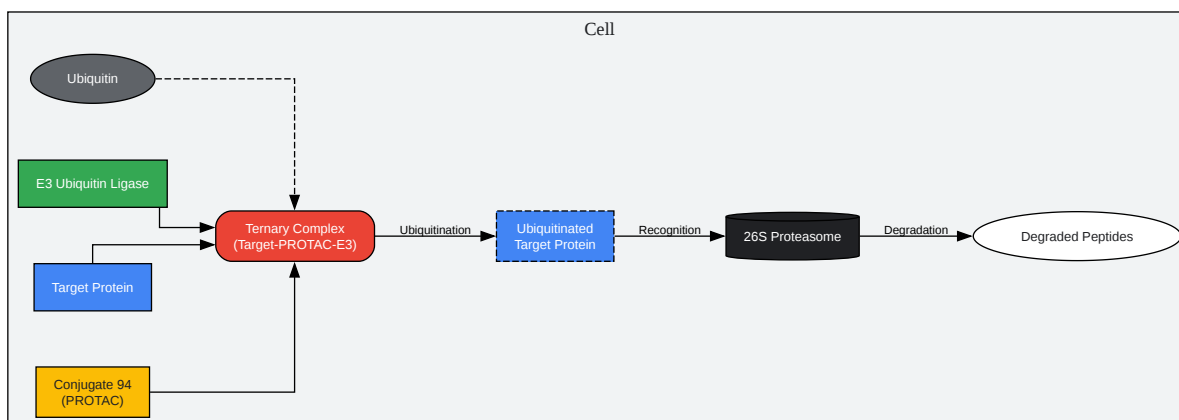 Cell
Ubiquitin
E3 Ubiquitin Ligase
Target Protein
Conjugate 94
(PROTAC)
Ternary Complex
(Target-PROTAC-E3)
Ubiquitination
Ubiquitinated
Target Protein
Recognition
26S Proteasome
Degradation
Degraded Peptides